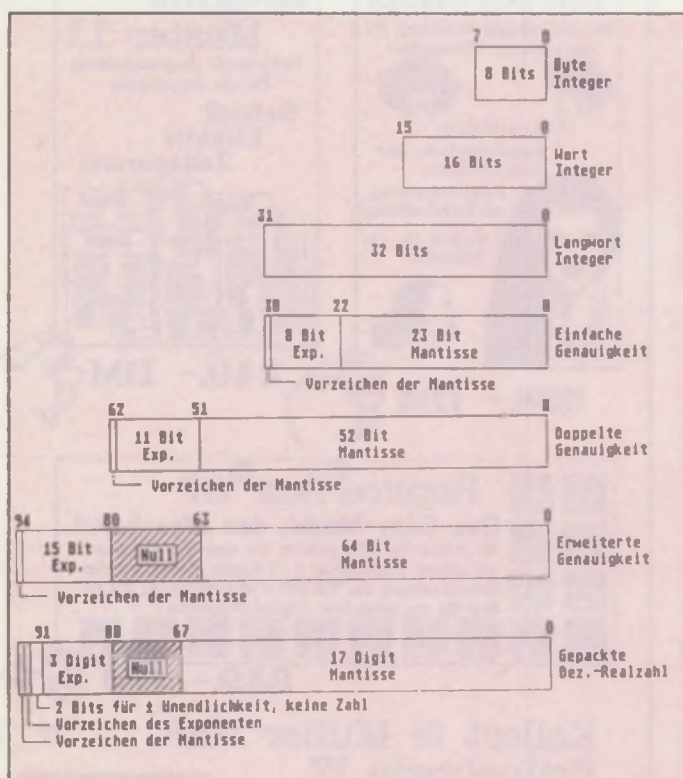 7 0
8 Bits
Byte
Integer
15 0
16 Bits
Wort
Integer
31 0
32 Bits
Langwort
Integer
30 22 0
8 Bit
Exp.
23 Bit
Mantisse
Einfache
Genauigkeit
Vorzeichen der Mantisse
62 51 0
11 Bit
Exp.
52 Bit
Mantisse
Doppelte
Genauigkeit
Vorzeichen der Mantisse
94 80 63 0
15 Bit
Exp.
Null
64 Bit
Mantisse
Erweiterte
Genauigkeit
Vorzeichen der Mantisse
91 80 67 0
3 Digit
Exp.
Null
17 Digit
Mantisse
Gepackte
Dez.-Realzahl
2 Bits für ± Unendlichkeit, keine Zahl
Vorzeichen des Exponenten
Vorzeichen der Mantisse